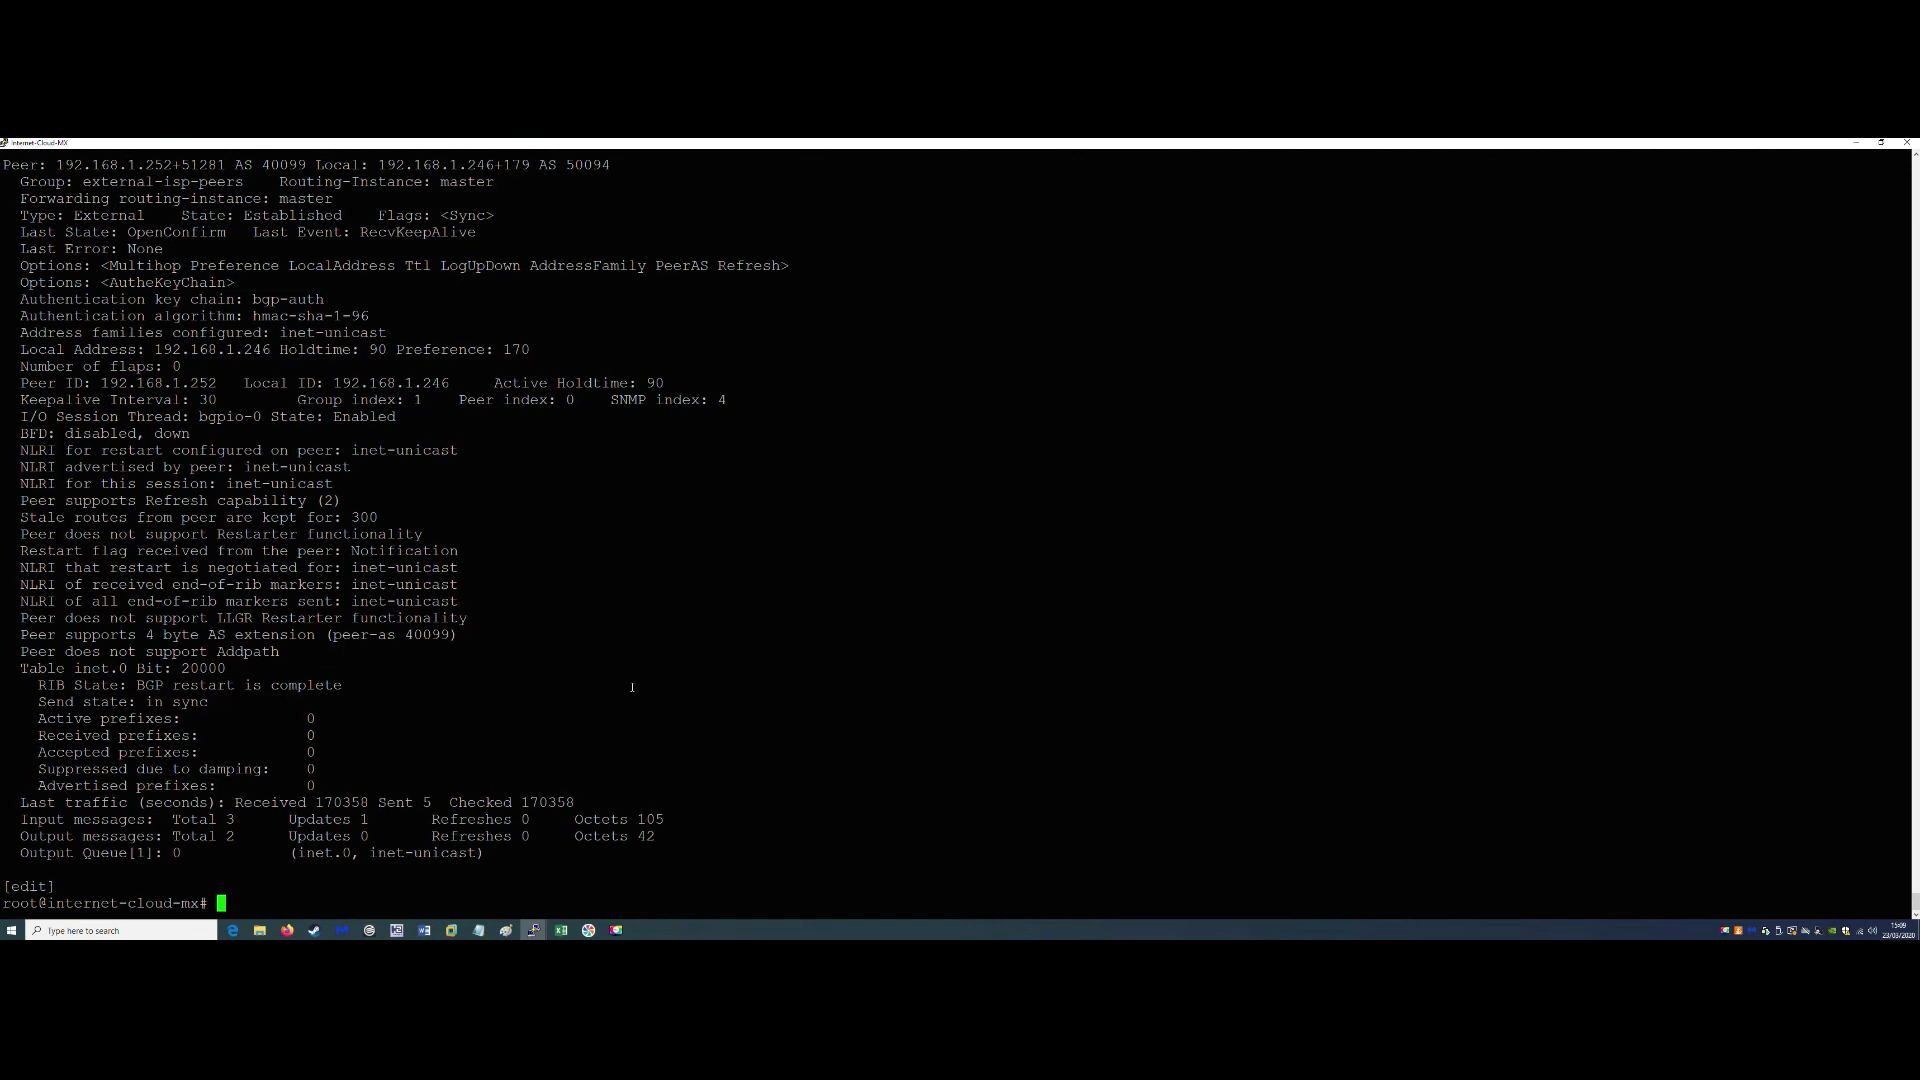 Internet-Cloud-MX
Peer: 192.168.1.252+51281 AS 40099 Local: 192.168.1.246+179 AS 50094
Group: external-isp-peers    Routing-Instance: master
Forwarding routing-instance: master
Type: External    State: Established    Flags: <Sync>
Last State: OpenConfirm   Last Event: RecvKeepAlive
Last Error: None
Options: <Multihop Preference LocalAddress Ttl LogUpDown AddressFamily PeerAS Refresh>
Options: <AutheKeyChain>
Authentication key chain: bgp-auth
Authentication algorithm: hmac-sha-1-96
Address families configured: inet-unicast
Local Address: 192.168.1.246 Holdtime: 90 Preference: 170
Number of flaps: 0
Peer ID: 192.168.1.252   Local ID: 192.168.1.246     Active Holdtime: 90
Keepalive Interval: 30         Group index: 1    Peer index: 0    SNMP index: 4
I/O Session Thread: bgpio-0 State: Enabled
BFD: disabled, down
NLRI for restart configured on peer: inet-unicast
NLRI advertised by peer: inet-unicast
NLRI for this session: inet-unicast
Peer supports Refresh capability (2)
Stale routes from peer are kept for: 300
Peer does not support Restarter functionality
Restart flag received from the peer: Notification
NLRI that restart is negotiated for: inet-unicast
NLRI of received end-of-rib markers: inet-unicast
NLRI of all end-of-rib markers sent: inet-unicast
Peer does not support LLGR Restarter functionality
Peer supports 4 byte AS extension (peer-as 40099)
Peer does not support Addpath
Table inet.0 Bit: 20000
RIB State: BGP restart is complete
Send state: in sync
Active prefixes:              0
Received prefixes:            0
Accepted prefixes:            0
Suppressed due to damping:    0
Advertised prefixes:          0
Last traffic (seconds): Received 170358 Sent 5  Checked 170358
Input messages:  Total 3      Updates 1       Refreshes 0     Octets 105
Output messages: Total 2      Updates 0       Refreshes 0     Octets 42
Output Queue[1]: 0            (inet.0, inet-unicast)
[edit]
root@internet-cloud-mx#
Type here to search
15:09
23/03/2020